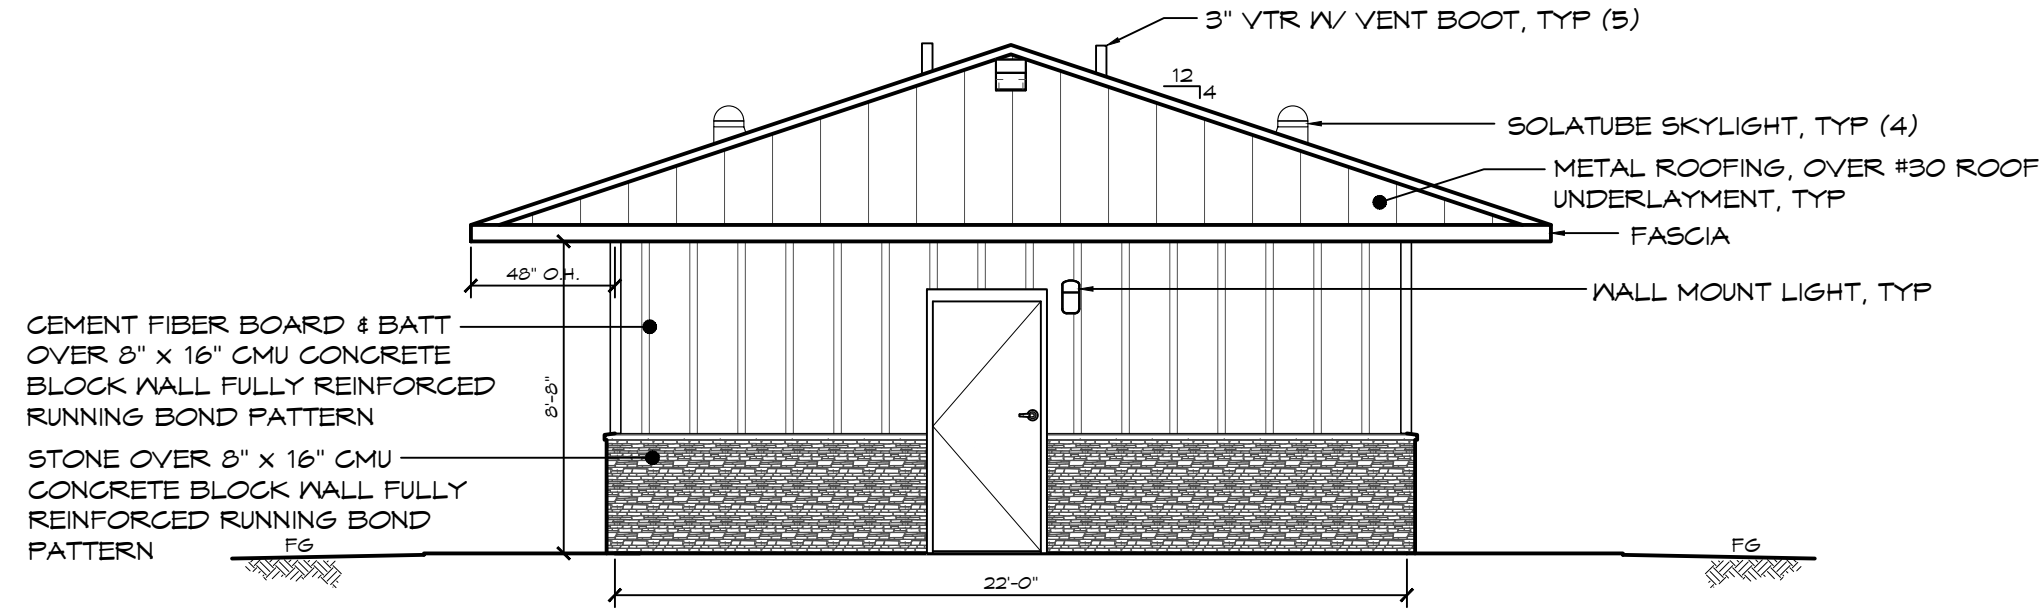 3" VTR W/ VENT BOOT, TYP (5)
12
4
SOLATUBE SKYLIGHT, TYP (4)
METAL ROOFING, OVER #30 ROOF
UNDERLAYMENT, TYP
FASCIA
48" O.H.
WALL MOUNT LIGHT, TYP
CEMENT FIBER BOARD & BATT
OVER 8" x 16" CMU CONCRETE
BLOCK WALL FULLY REINFORCED
RUNNING BOND PATTERN
8'-8"
STONE OVER 8" x 16" CMU
CONCRETE BLOCK WALL FULLY
REINFORCED RUNNING BOND
PATTERN
FG
FG
22'-0"